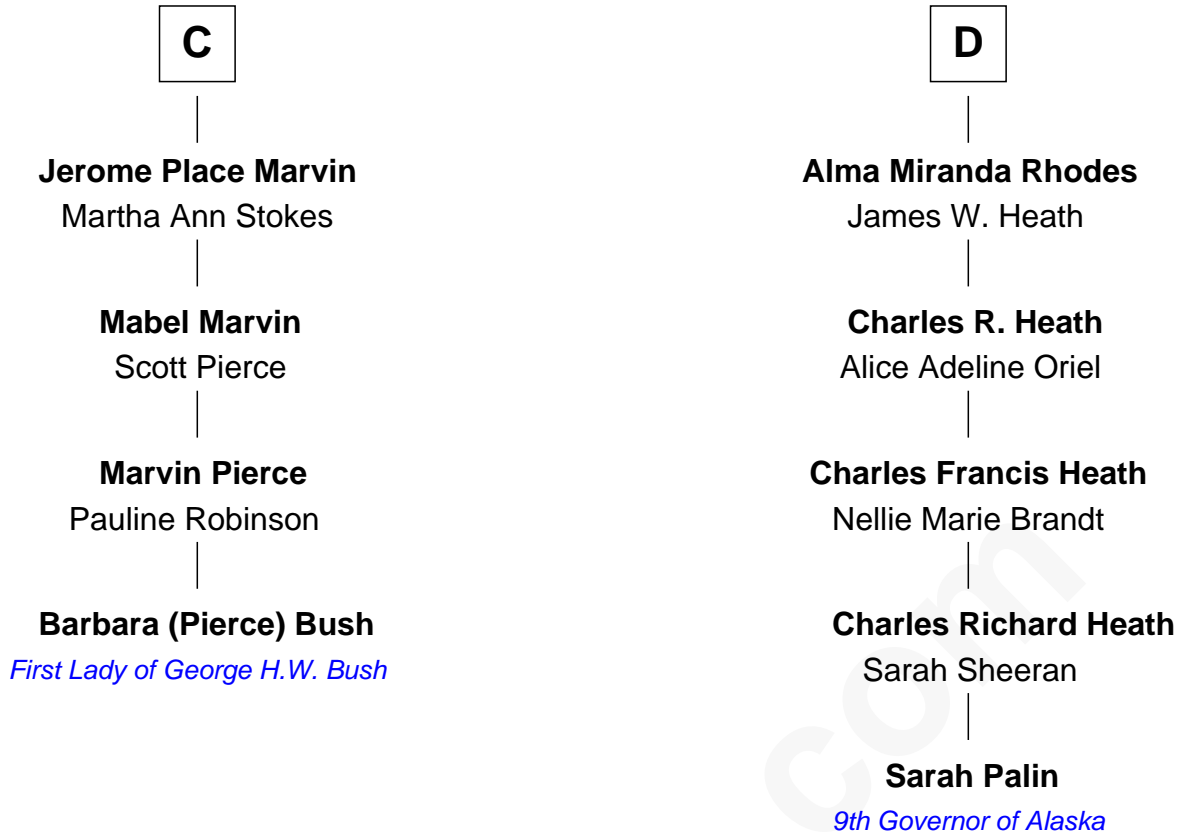 C
Jerome Place Marvin
Martha Ann Stokes
Mabel Marvin
Scott Pierce
Marvin Pierce
Pauline Robinson
Barbara (Pierce) Bush
First Lady of George H.W. Bush
D
Alma Miranda Rhodes
James W. Heath
Charles R. Heath
Alice Adeline Oriel
Charles Francis Heath
Nellie Marie Brandt
Charles Richard Heath
Sarah Sheeran
Sarah Palin
9th Governor of Alaska
com